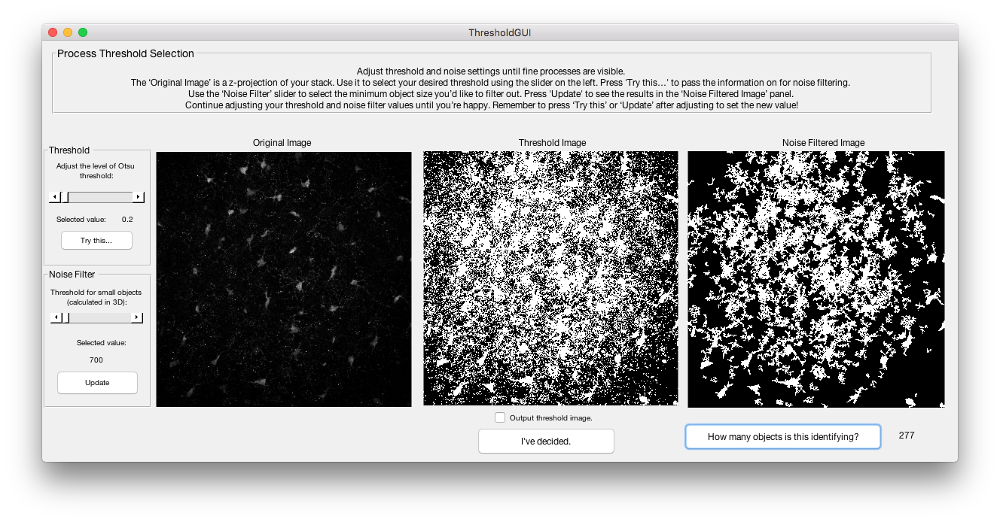 ThresholdGUI
Process Threshold Selection
Adjust threshold and noise settings until fine processes are visible.
The ‘Original Image’ is a z-projection of your stack. Use it to select your desired threshold using the slider on the left. Press 'Try this...' to pass the information on for noise filtering.
Use the ‘Noise Filter’ slider to select the minimum object size you’d like to filter out. Press 'Update' to see the results in the ‘Noise Filtered Image’ panel.
Continue adjusting your threshold and noise filter values until you’re happy. Remember to press ‘Try this’ or ‘Update’ after adjusting to set the new value!
Original Image
Threshold Image
Noise Filtered Image
Threshold
Adjust the level of Otsu
threshold:
Selected value: 0.2
Try this...
Noise Filter
Threshold for small objects
(calculated in 3D):
Selected value:
700
Update
Output threshold image.
I've decided.
How many objects is this identifying? 277